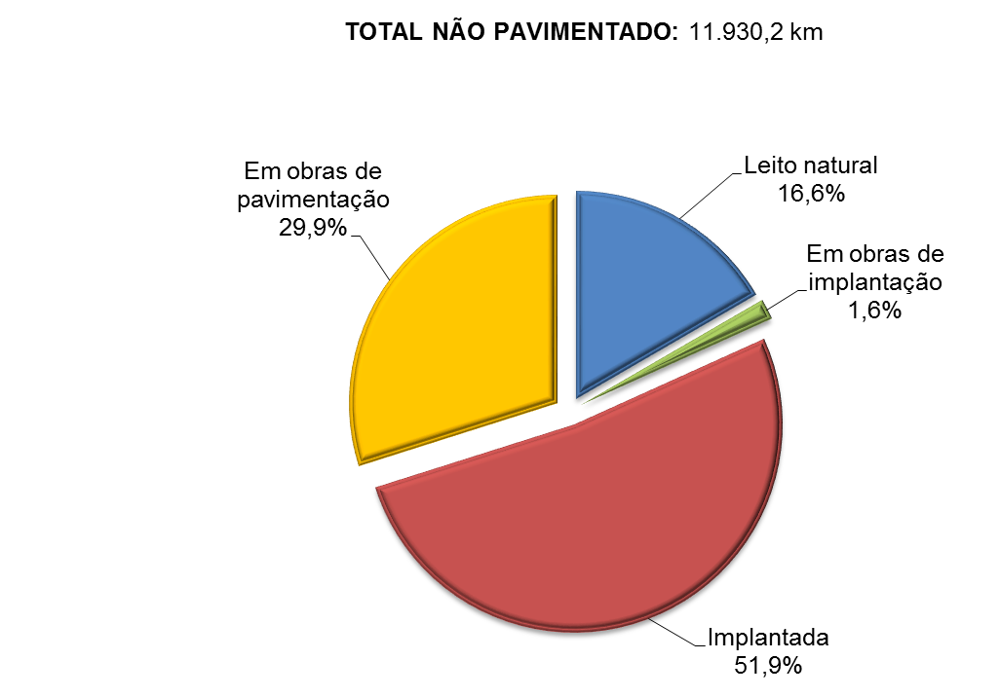 TOTAL NÃO PAVIMENTADO: 11.930,2 km
Leito natural
16,6%
Em obras de
implantação
1,6%
Implantada
51,9%
Em obras de
pavimentação
29,9%